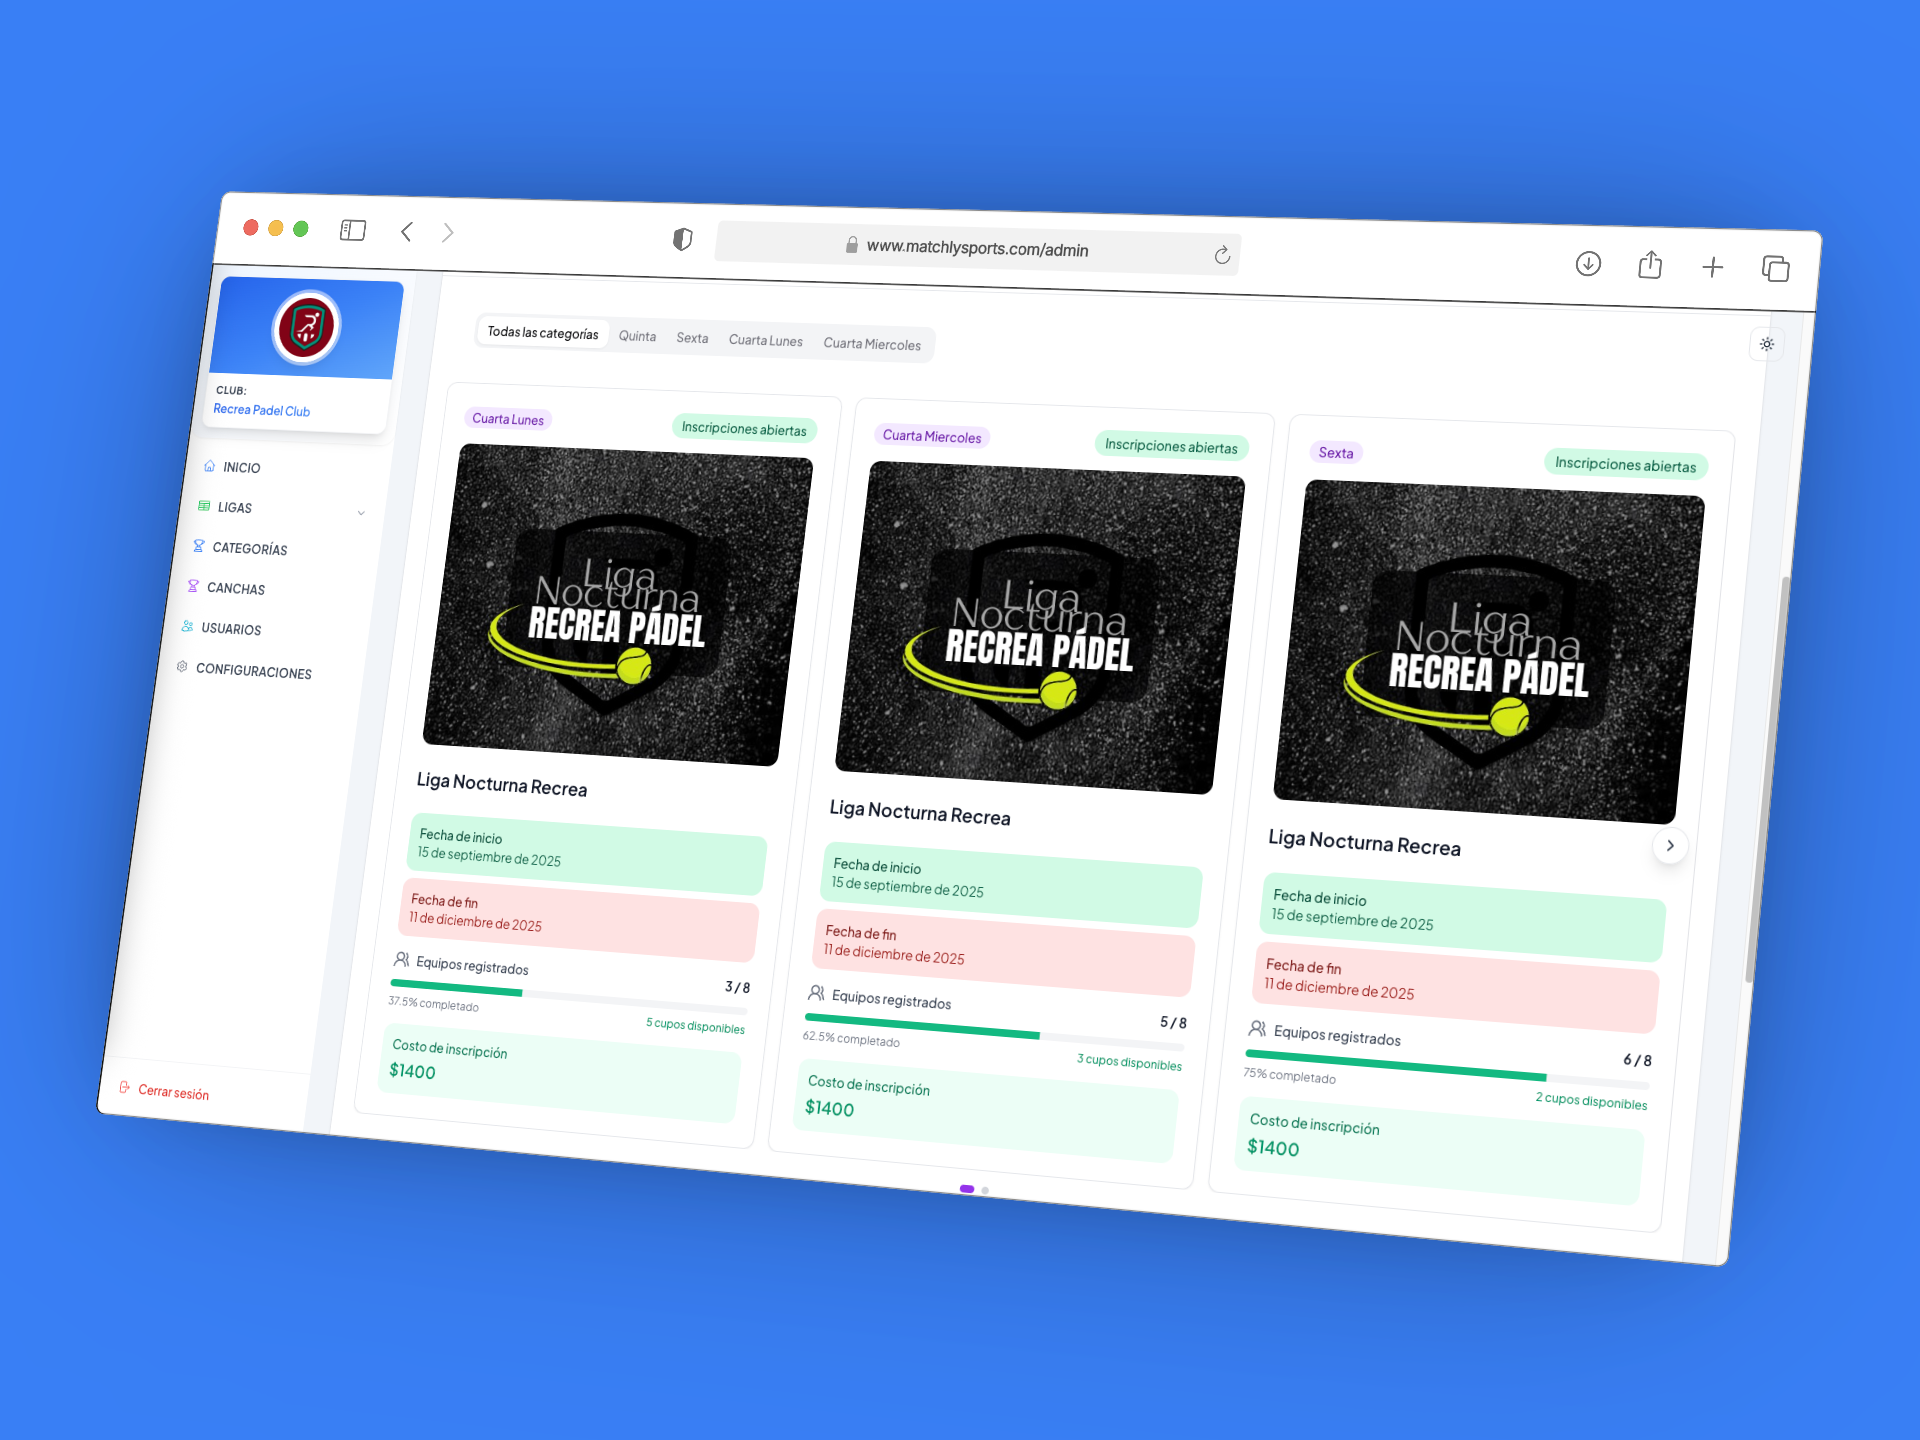 www.matchlysports.com/admin
CLUB:
Recrea Padel Club
INICIO
LIGAS
CATEGORÍAS
CANCHAS
USUARIOS
CONFIGURACIONES
Cerrar sesión
Todas las categorías
Quinta
Sexta
Cuarta Lunes
Cuarta Miercoles
Cuarta Lunes
Inscripciones abiertas
Liga
Nocturna
RECREA PÁDEL
Liga Nocturna Recrea
Fecha de inicio
15 de septiembre de 2025
Fecha de fin
11 de diciembre de 2025
Equipos registrados
3 / 8
37.5% completado
5 cupos disponibles
Costo de inscripción
$1400
Cuarta Miercoles
Inscripciones abiertas
Liga
Nocturna
RECREA PÁDEL
Liga Nocturna Recrea
Fecha de inicio
15 de septiembre de 2025
Fecha de fin
11 de diciembre de 2025
Equipos registrados
5 / 8
62.5% completado
3 cupos disponibles
Costo de inscripción
$1400
Sexta
Inscripciones abiertas
Liga
Nocturna
RECREA PÁDEL
Liga Nocturna Recrea
Fecha de inicio
15 de septiembre de 2025
Fecha de fin
11 de diciembre de 2025
Equipos registrados
6 / 8
75% completado
2 cupos disponibles
Costo de inscripción
$1400